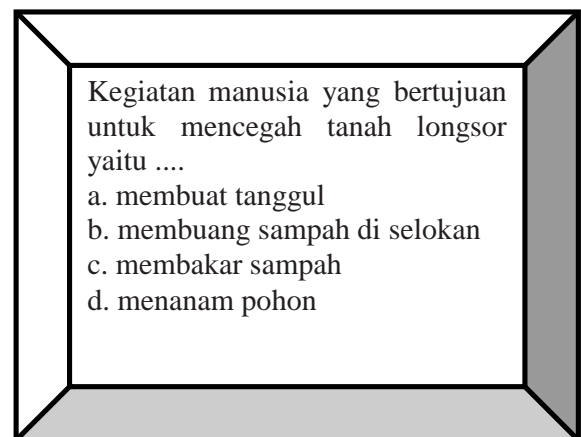 Kegiatan manusia yang bertujuan
untuk mencegah tanah longsor
yaitu ....
a. membuat tanggul
b. membuang sampah di selokan
c. membakar sampah
d. menanam pohon